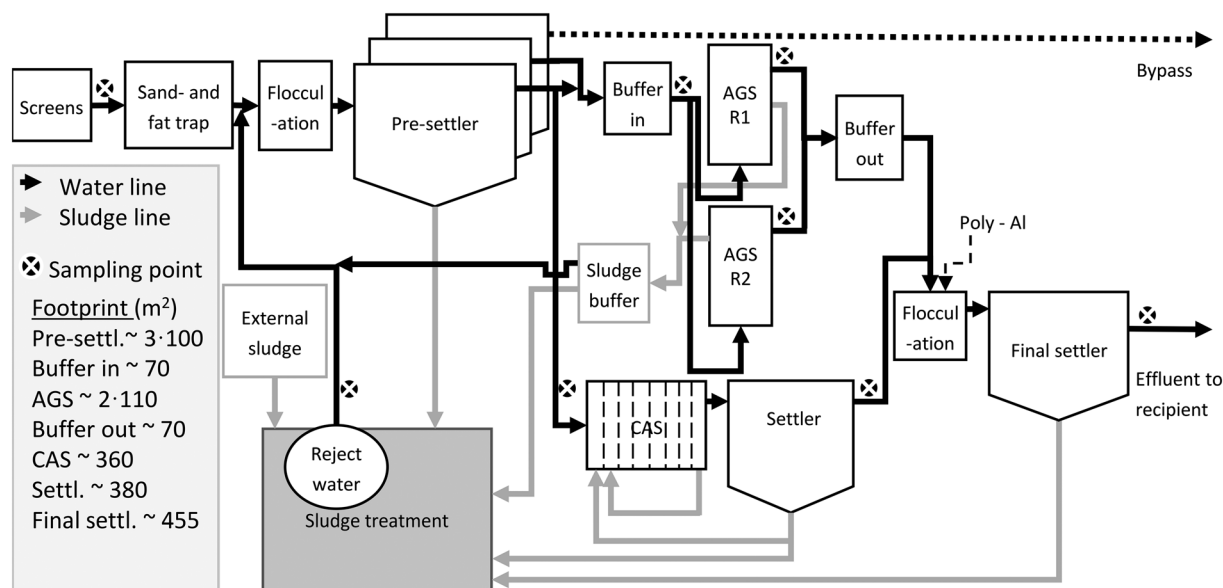 Screens
Sand- and
fat trap
Floccul
-ation
Pre-settler
Buffer
in
AGS
R1
AGS
R2
Buffer
out
Bypass
Water line
Sludge line
Sampling point
Footprint (m²)
Pre-settl.~ 3·100
Buffer in ~ 70
AGS ~ 2·110
Buffer out ~ 70
CAS ~ 360
Settl. ~ 380
Final settl. ~ 455
External
sludge
Sludge
buffer
Poly - Al
Floccul
-ation
Final settler
Effluent to
recipient
CAS
Settler
Reject
water
Sludge treatment